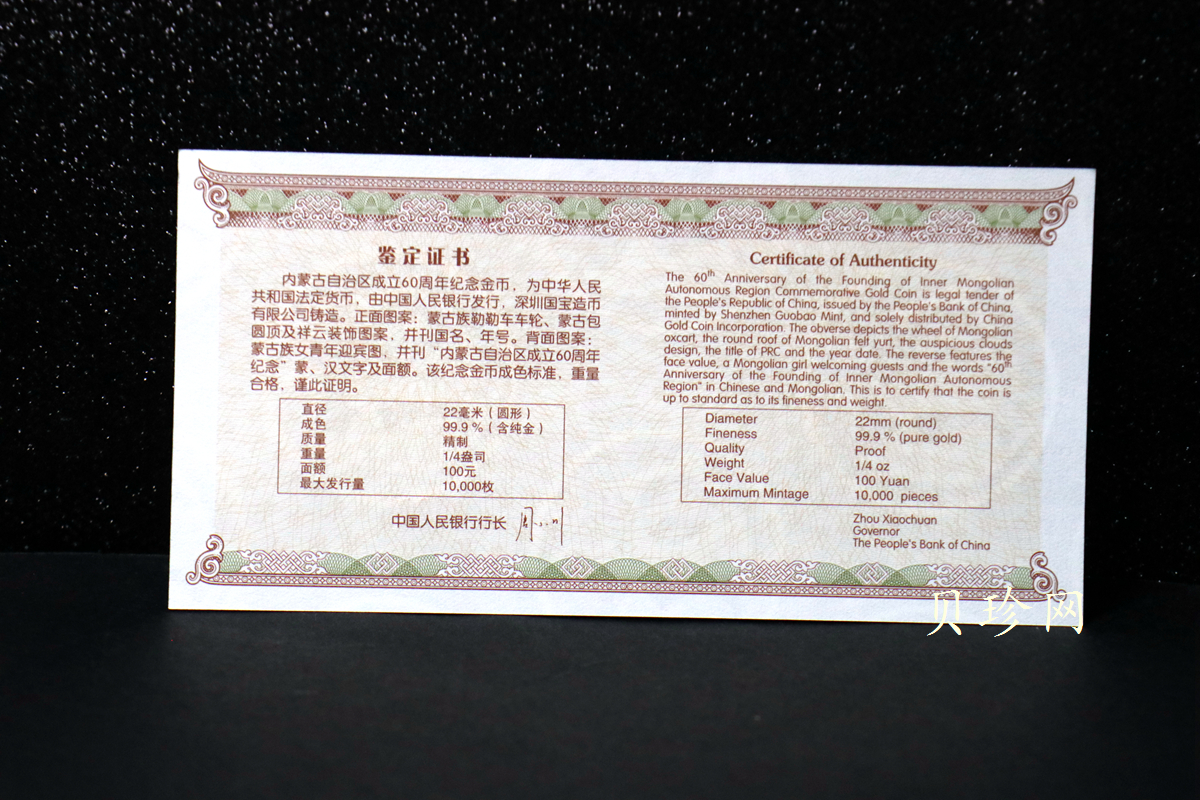 鉴定证书
内蒙古自治区成立60周年纪念金币，为中华人民
共和国法定货币，由中国人民银行发行，深圳国宝造币
有限公司铸造。正面图案：蒙古族勒勒车车轮、蒙古包
圆顶及祥云装饰图案，并刊国名、年号。背面图案：
蒙古族女青年迎宾图，并刊“内蒙古自治区成立60周年
纪念”蒙、汉文字及面额。该纪念金币成色标准，重量
合格，谨此证明。
直径 22毫米（圆形）
成色 99.9％（含纯金）
质量 精制
重量 1/4盎司
面额 100元
最大发行量 10,000枚
中国人民银行行长
Certificate of Authenticity
The 60th Anniversary of the Founding of Inner Mongolian
Autonomous Region Commemorative Gold Coin is legal tender of
the People's Republic of China, issued by the People's Bank of China,
minted by Shenzhen Guobao Mint, and solely distributed by China
Gold Coin Incorporation. The obverse depicts the wheel of Mongolian
oxcart, the round roof of Mongolian felt yurt, the auspicious clouds
design, the title of PRC and the year date. The reverse features the
face value, a Mongolian girl welcoming guests and the words "60th
Anniversary of the Founding of Inner Mongolian Autonomous
Region" in Chinese and Mongolian. This is to certify that the coin is
up to standard as to its fineness and weight.
Diameter 22mm (round)
Fineness 99.9 % (pure gold)
Quality Proof
Weight 1/4 oz
Face Value 100 Yuan
Maximum Mintage 10,000 pieces
Zhou Xiaochuan
Governor
The People's Bank of China
贝珍网